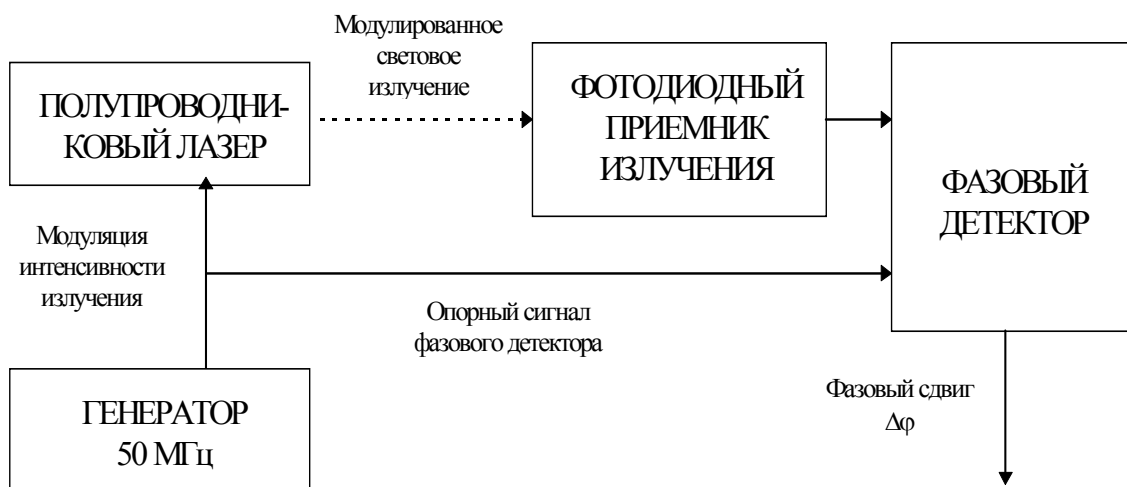 Модулированное
световое
излучение
ПОЛУПРОВОДНИ-
КОВЫЙ ЛАЗЕР
ФОТОДИОДНЫЙ
ПРИЕМНИК
ИЗЛУЧЕНИЯ
ФАЗОВЫЙ
ДЕТЕКТОР
Модуляция
интенсивности
излучения
Опорный сигнал
фазового детектора
ГЕНЕРАТОР
50 МГц
Фазовый сдвиг
Δφ